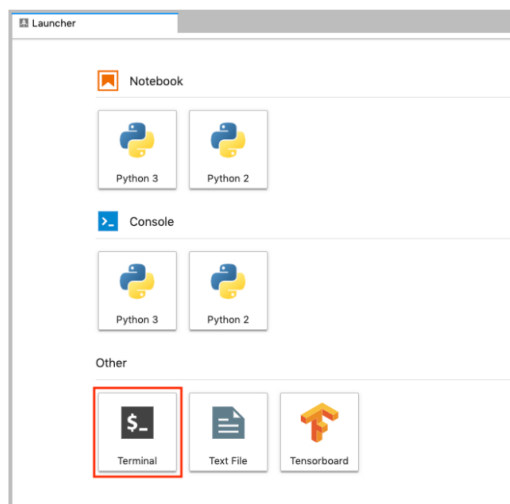 Launcher
Notebook
Python 3 Python 2
>_ Console
Python 3 Python 2
Other
$_
Terminal Text File Tensorboard